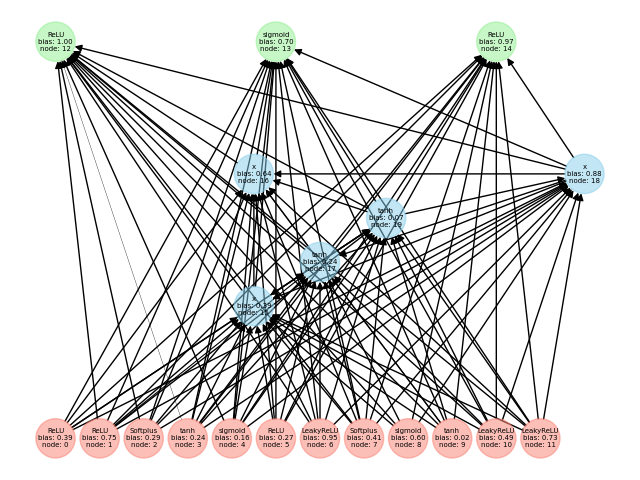 ReLU
bias: 1.00
node: 12
sigmoid
bias: 0.70
node: 13
ReLU
bias: 0.97
node: 14
x
bias: 0.64
node: 16
x
bias: 0.88
node: 18
tanh
bias: 0.07
node: 19
tanh
bias: 0.24
node: 17
x
bias: 0.39
node: 15
ReLU
bias: 0.39
node: 0
ReLU
bias: 0.75
node: 1
Softplus
bias: 0.29
node: 2
tanh
bias: 0.24
node: 3
sigmoid
bias: 0.16
node: 4
ReLU
bias: 0.27
node: 5
LeakyReLU
bias: 0.95
node: 6
Softplus
bias: 0.41
node: 7
sigmoid
bias: 0.60
node: 8
tanh
bias: 0.02
node: 9
LeakyReLU
bias: 0.49
node: 10
LeakyReLU
bias: 0.73
node: 11